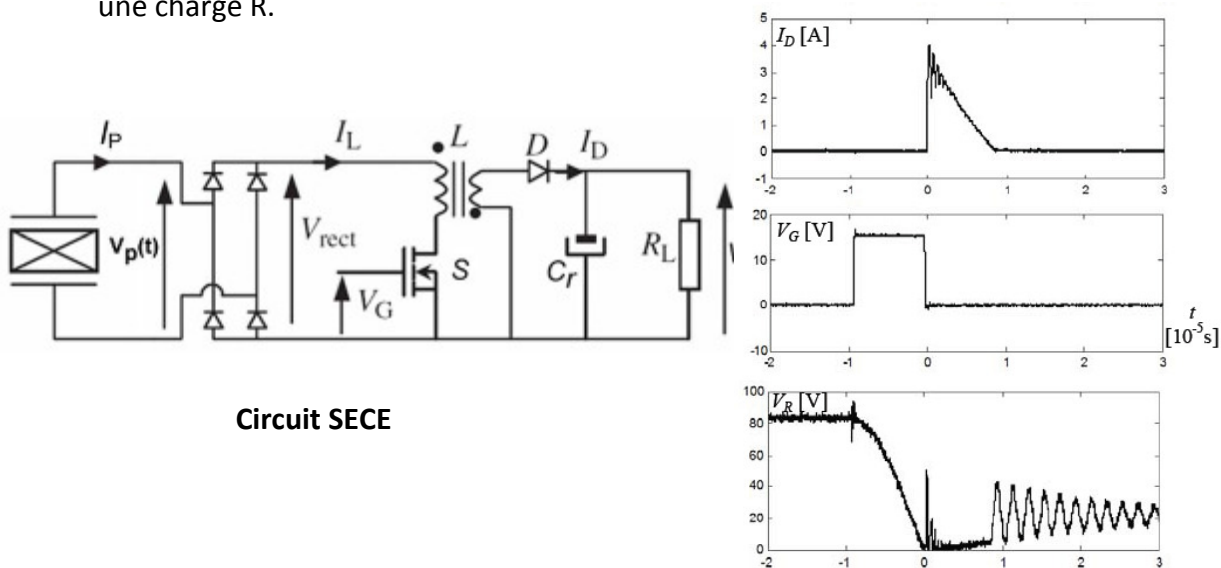 une charge R.
I_P
I_L
L
D
I_D
V_p(t)
V_rect
S
V_G
C_r
R_L
Circuit SECE
I_D [A]
5
4
3
2
1
0
-1
-2 -1 0 1 2 3
V_G [V]
20
10
0
-10
-2 -1 0 1 2 3
t
[10^-5s]
V_R [V]
100
80
60
40
20
0
-2 -1 0 1 2 3